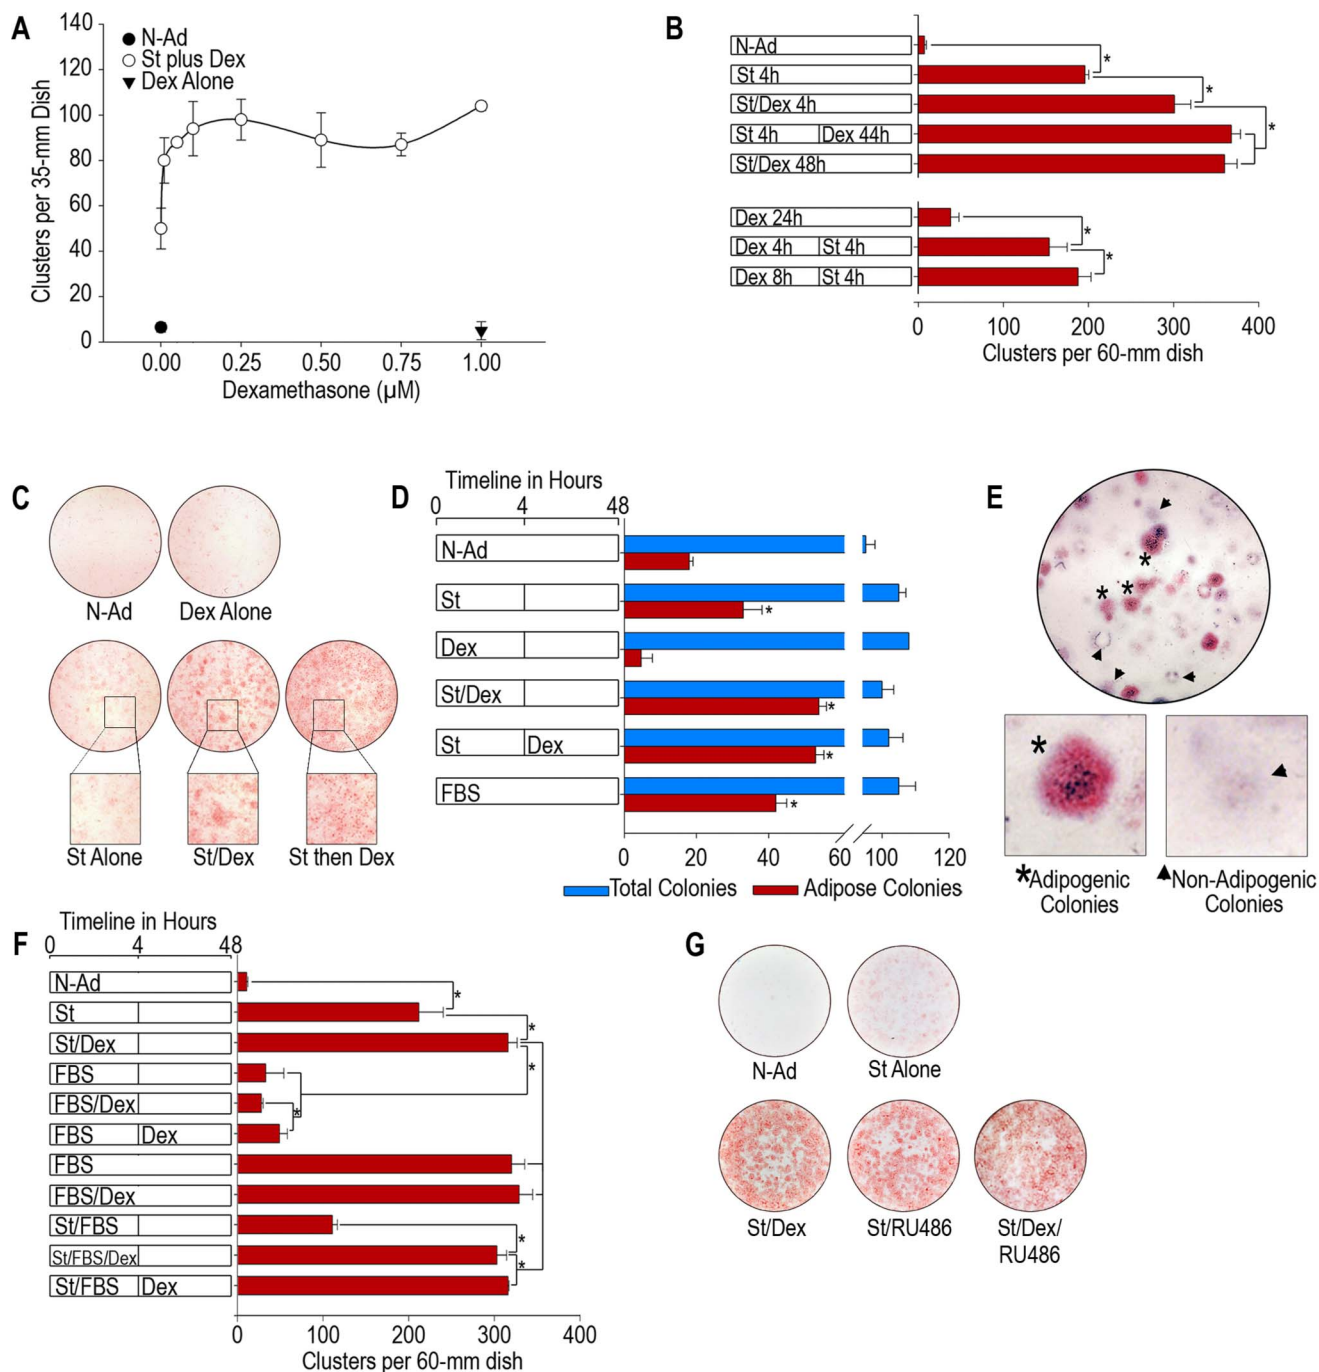 A
Clusters per 35-mm Dish
140
120
100
80
60
40
20
0
N-Ad
St plus Dex
Dex Alone
0.00 0.25 0.50 0.75 1.00
Dexamethasone (µM)
B
N-Ad
St 4h
St/Dex 4h
St 4h Dex 44h
St/Dex 48h
Dex 24h
Dex 4h St 4h
Dex 8h St 4h
*
*
*
*
*
0 100 200 300 400
Clusters per 60-mm dish
C
N-Ad Dex Alone
St Alone St/Dex St then Dex
D
Timeline in Hours
0 4 48
N-Ad
St
*
Dex
St/Dex
*
St Dex
*
FBS
*
0 20 40 60 100 120
Total Colonies Adipose Colonies
E
*
* *
*
*Adipogenic
Colonies
Non-Adipogenic
Colonies
F
Timeline in Hours
0 4 48
N-Ad
St
St/Dex
FBS
FBS/Dex
FBS Dex
FBS
FBS/Dex
St/FBS
St/FBS/Dex
St/FBS Dex
*
*
*
*
*
*
0 100 200 300 400
Clusters per 60-mm dish
G
N-Ad St Alone
St/Dex St/RU486 St/Dex/
RU486